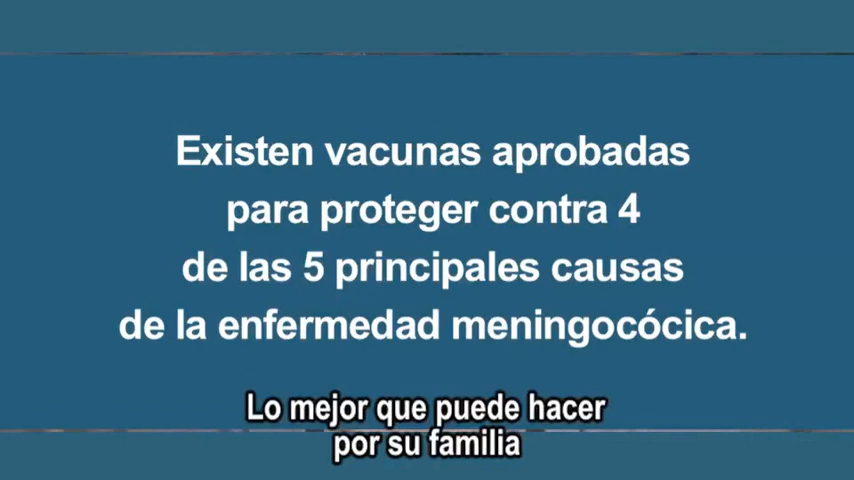 Existen vacunas aprobadas
para proteger contra 4
de las 5 principales causas
de la enfermedad meningocócica.
Lo mejor que puede hacer
por su familia